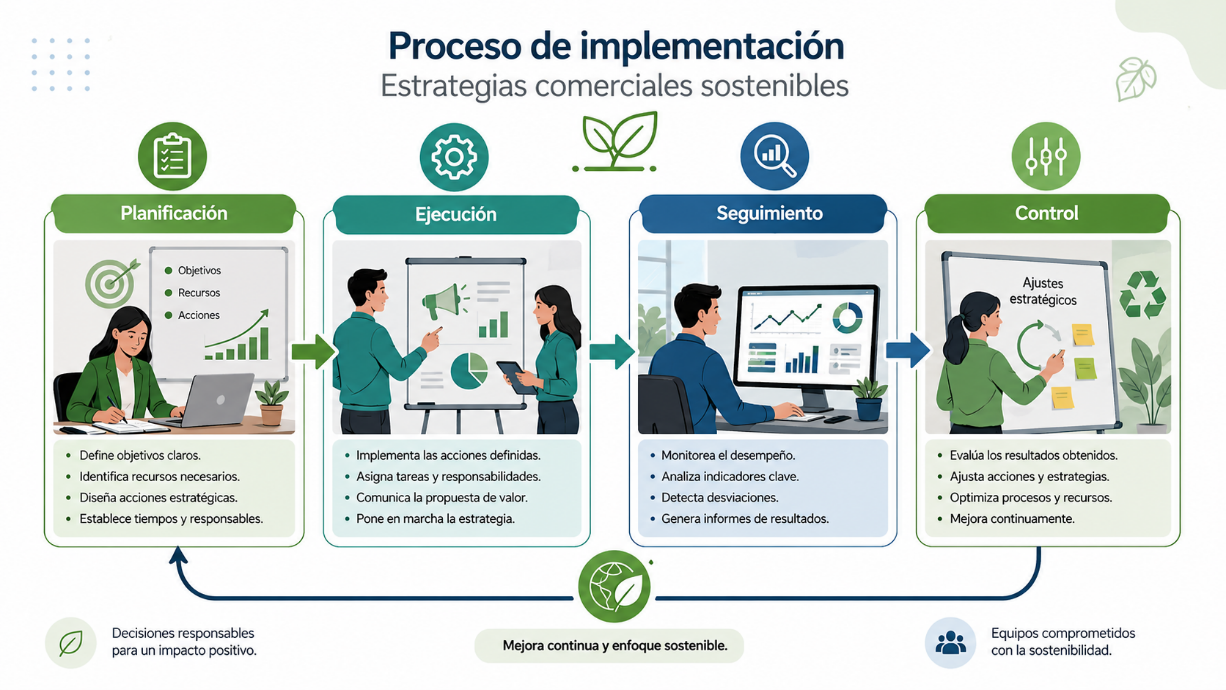 Proceso de implementación
Estrategias comerciales sostenibles
Planificación
Objetivos
Recursos
Acciones
Define objetivos claros.
Identifica recursos necesarios.
Diseña acciones estratégicas.
Establece tiempos y responsables.
Ejecución
Implementa las acciones definidas.
Asigna tareas y responsabilidades.
Comunica la propuesta de valor.
Pone en marcha la estrategia.
Seguimiento
Monitorea el desempeño.
Analiza indicadores clave.
Detecta desviaciones.
Genera informes de resultados.
Control
Ajustes
estratégicos
Evalúa los resultados obtenidos.
Ajusta acciones y estrategias.
Optimiza procesos y recursos.
Mejora continuamente.
Decisiones responsables
para un impacto positivo.
Mejora continua y enfoque sostenible.
Equipos comprometidos
con la sostenibilidad.